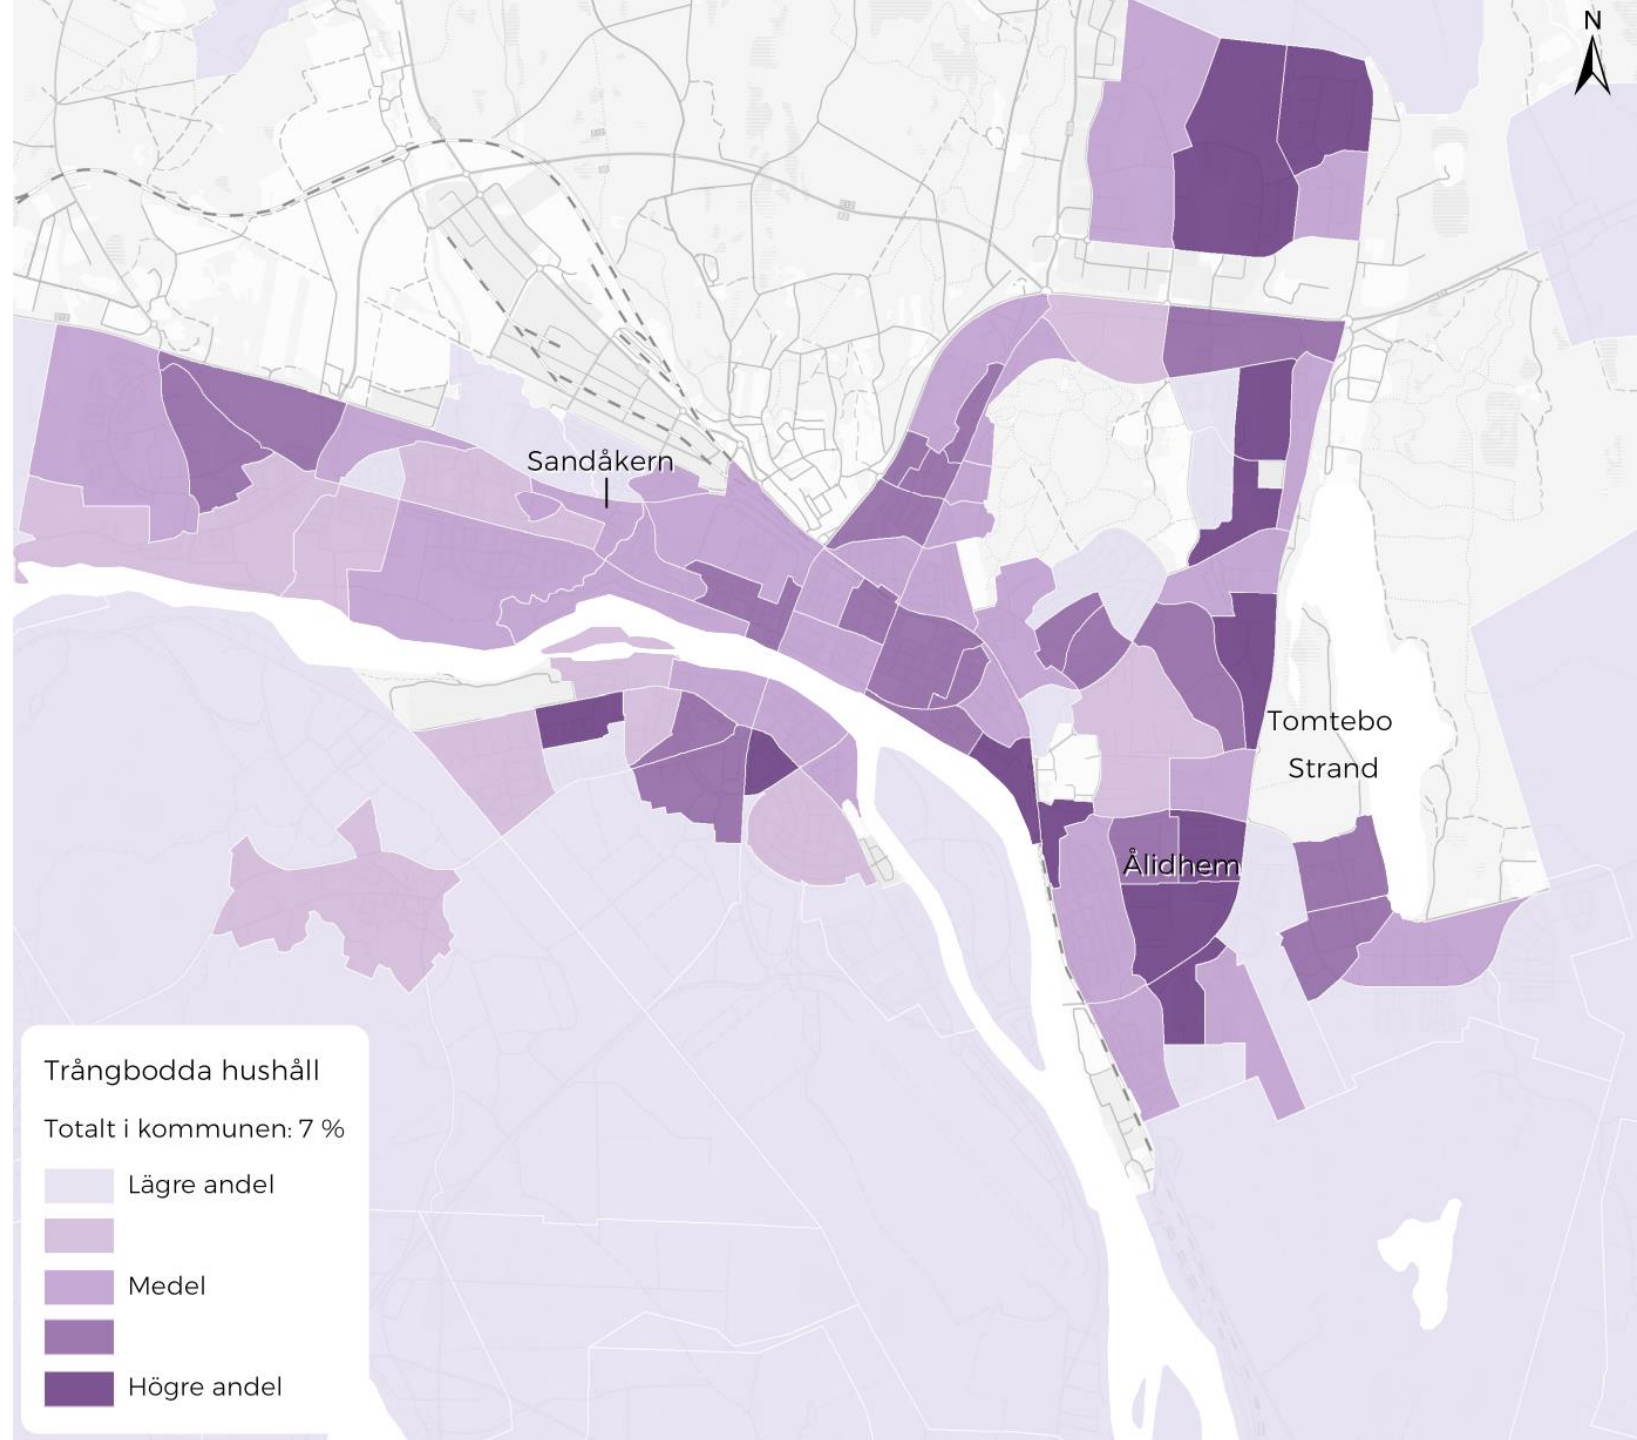 N
Sandåkern
Tomtebo
Strand
Ålidhem
Trångbodda hushåll
Totalt i kommunen: 7 %
Lägre andel
Medel
Högre andel